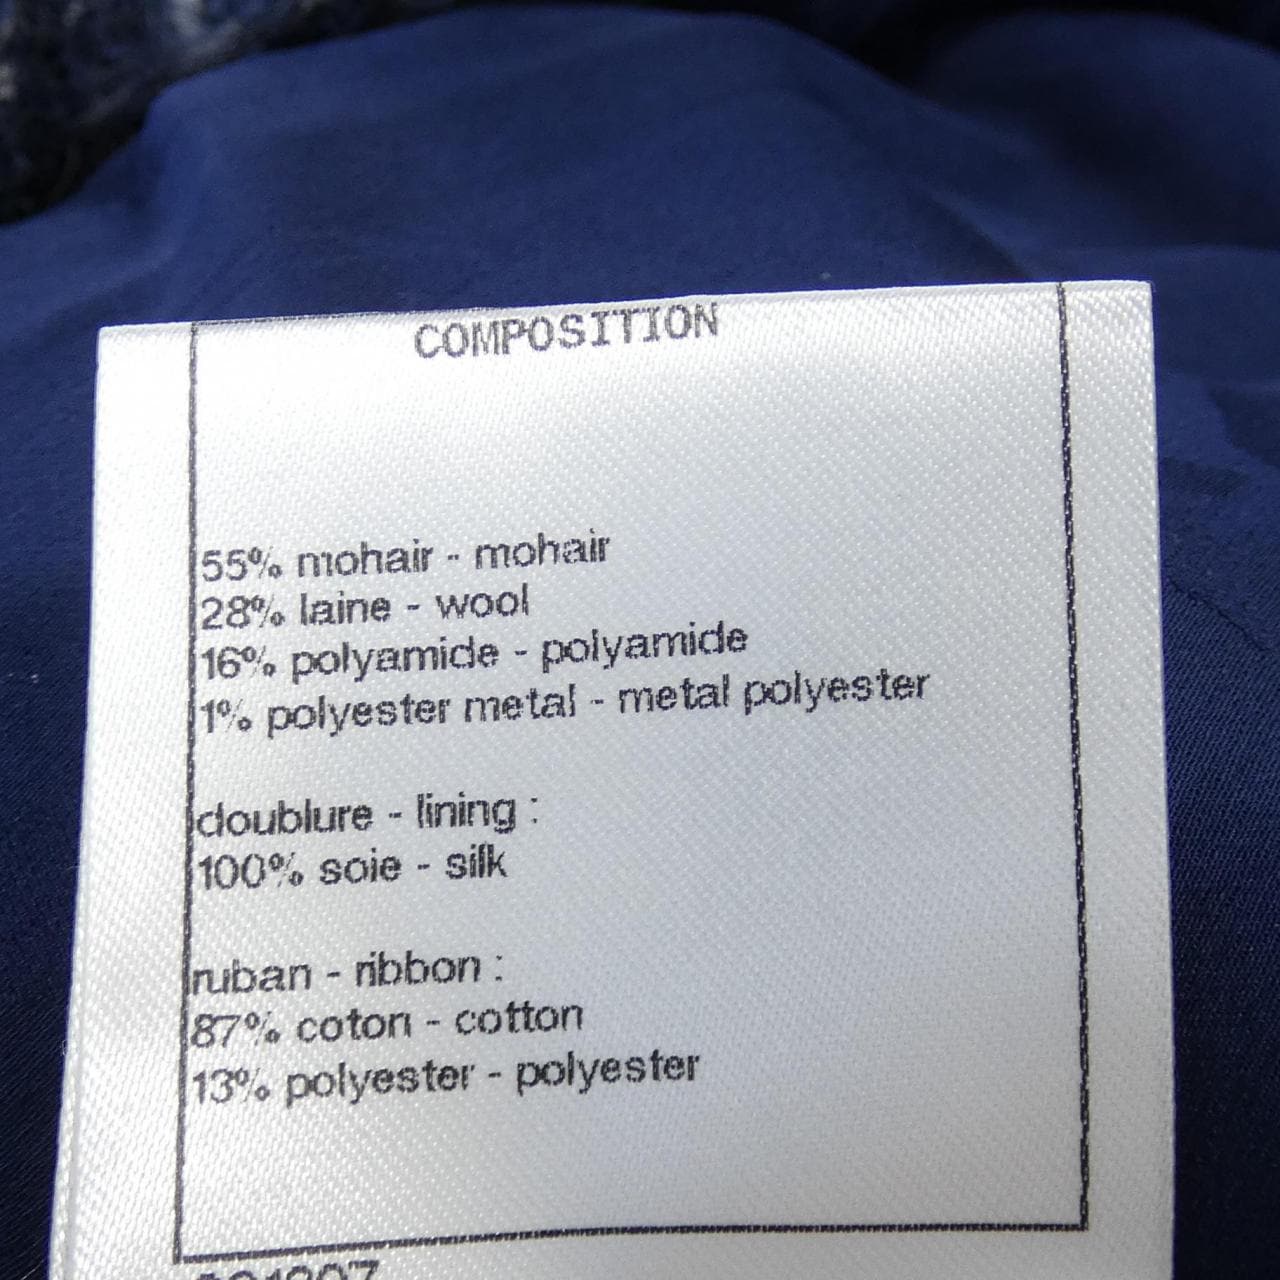 COMPOSITION
55% mohair - mohair
28% laine - wool
16% polyamide - polyamide
1% polyester metal - metal polyester
doublure - lining :
100% soie - silk
ruban - ribbon :
87% coton - cotton
13% polyester - polyester